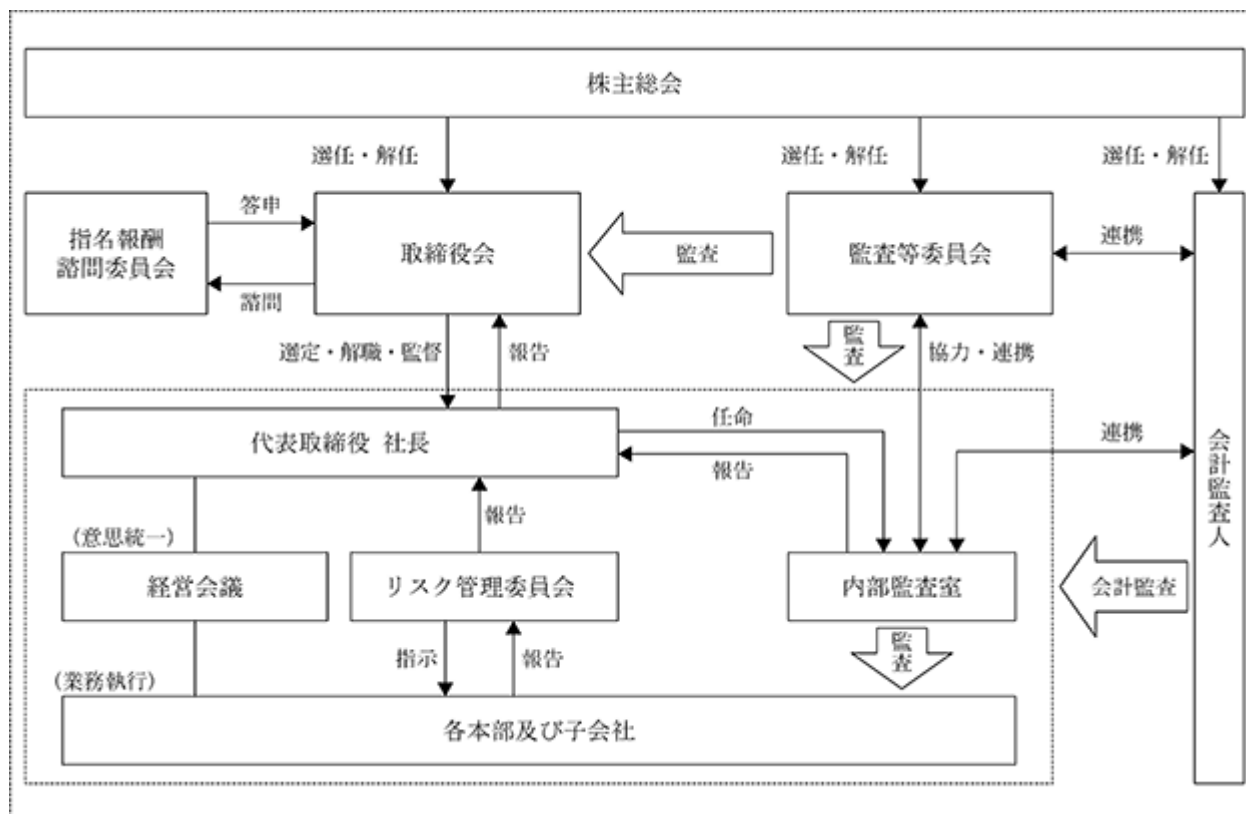 株主総会
選任・解任
選任・解任
選任・解任
指名報酬
諮問委員会
答申
諮問
取締役会
監査
監査等委員会
連携
選定・解職・監督
報告
監査
協力・連携
代表取締役 社長
任命
報告
連携
会計監査人
(意思統一)
報告
経営会議
リスク管理委員会
内部監査室
会計監査
(業務執行)
指示
報告
監査
各本部及び子会社